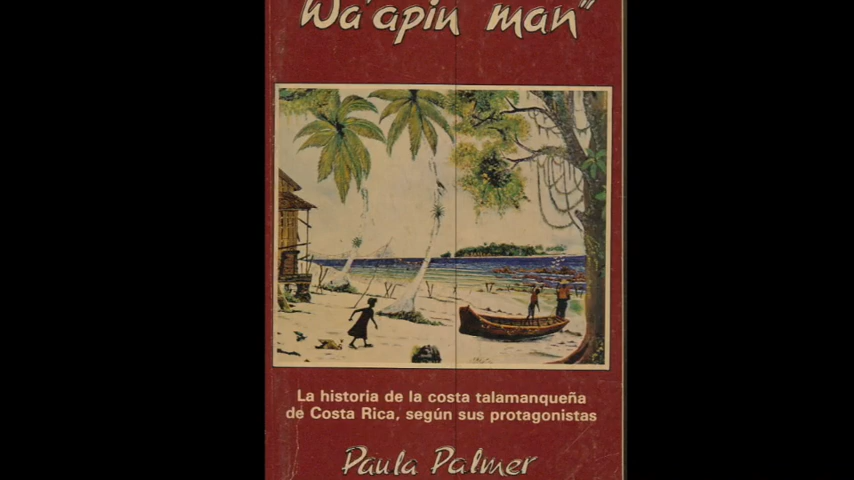 Wa'apin man"
La historia de la costa talamanqueña
de Costa Rica, según sus protagonistas
Paula Palmer